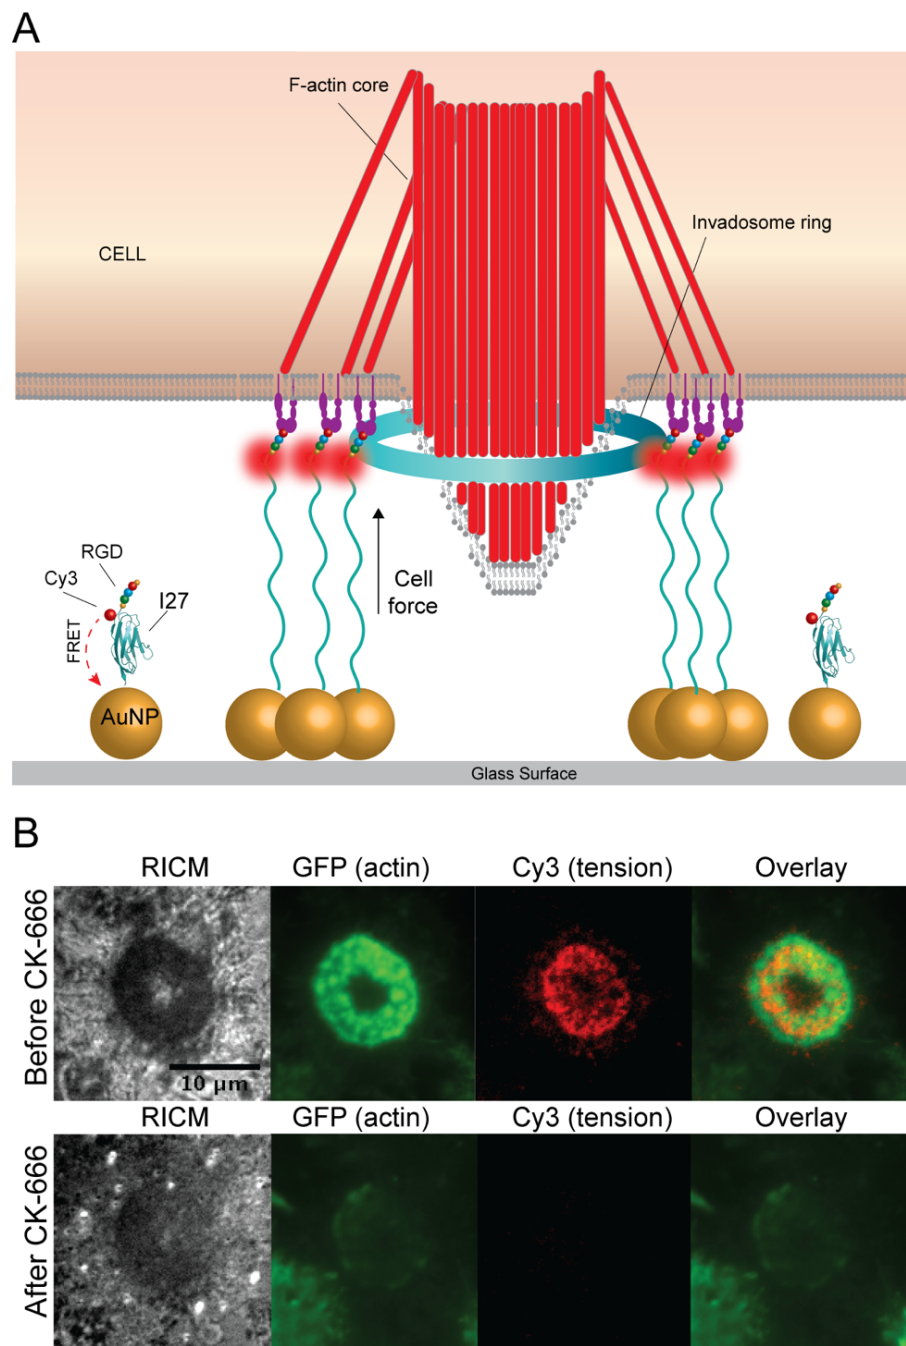 A
F-actin core
Invadosome ring
CELL
RGD
Cy3
I27
FRET
Cell
force
AuNP
Glass Surface
B
RICM GFP (actin) Cy3 (tension) Overlay
Before CK-666
10 µm
RICM GFP (actin) Cy3 (tension) Overlay
After CK-666